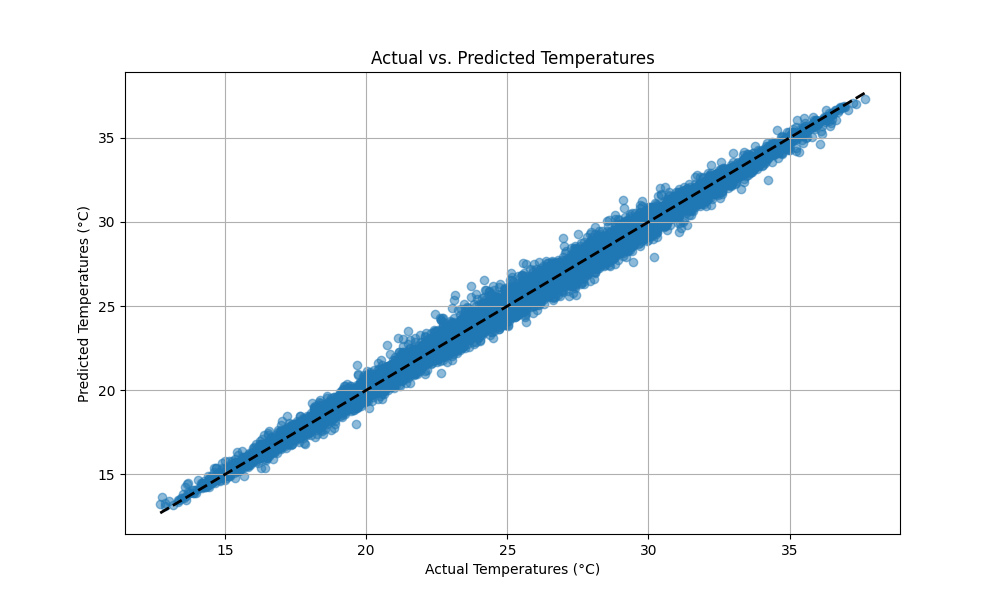 Actual vs. Predicted Temperatures
Predicted Temperatures (°C)
35
30
25
20
15
15 20 25 30 35
Actual Temperatures (°C)